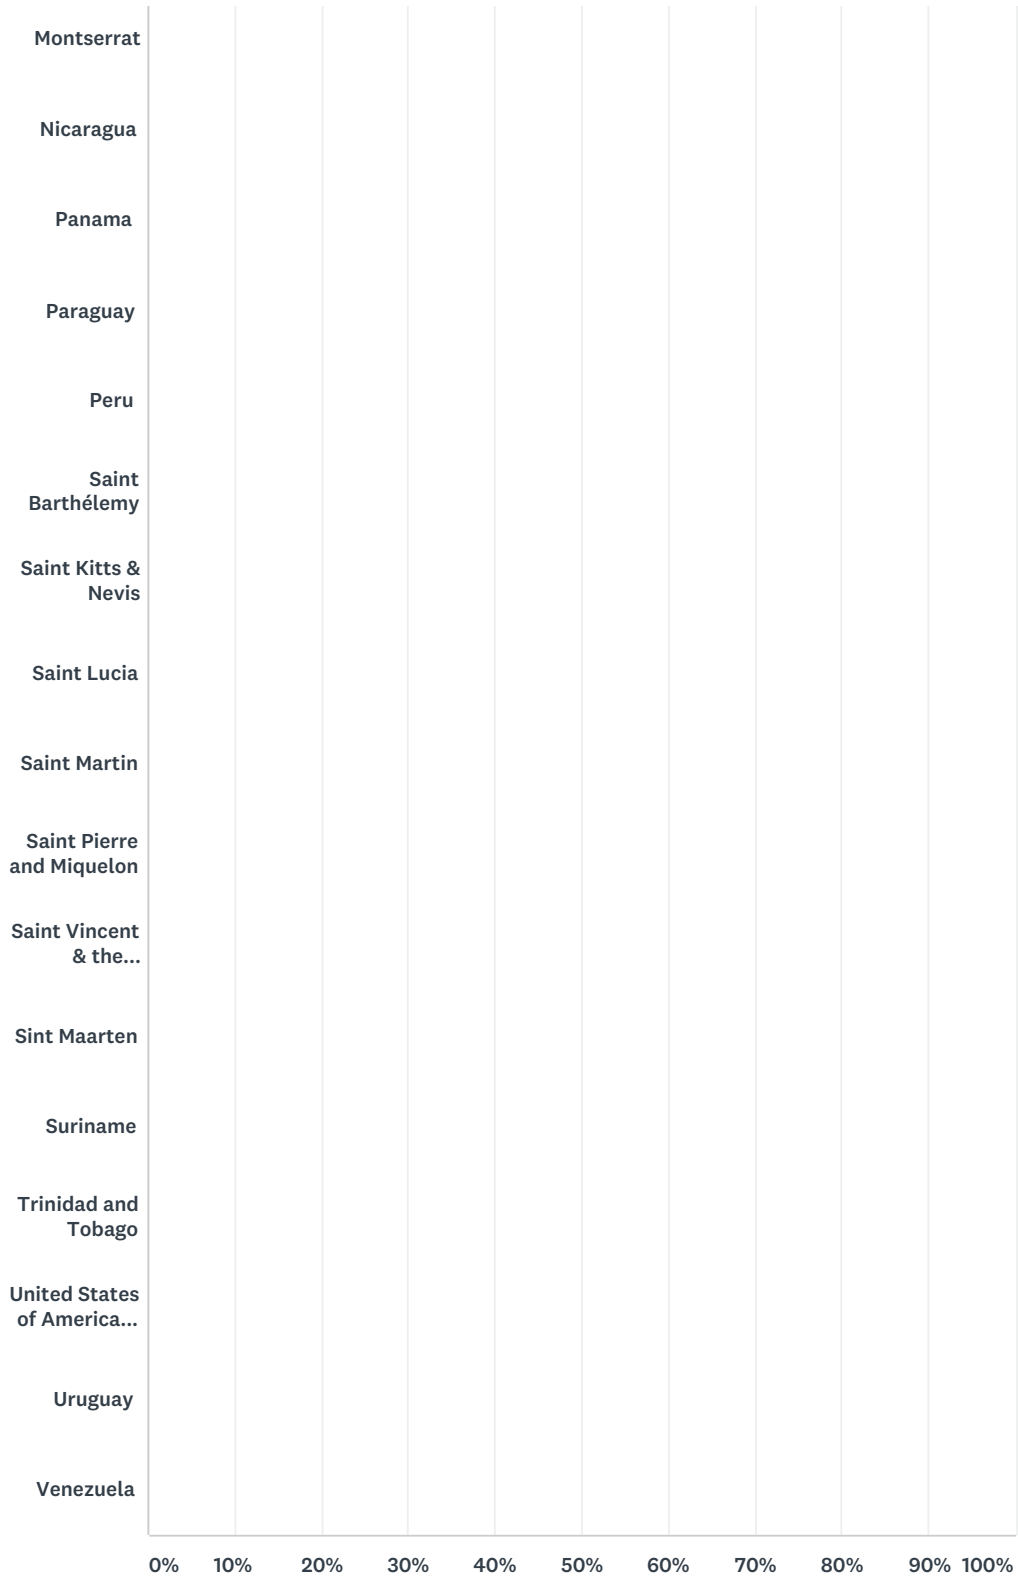 Montserrat
Nicaragua
Panama
Paraguay
Peru
Saint
Barthélemy
Saint Kitts &
Nevis
Saint Lucia
Saint Martin
Saint Pierre
and Miquelon
Saint Vincent
& the...
Sint Maarten
Suriname
Trinidad and
Tobago
United States
of America...
Uruguay
Venezuela
0% 10% 20% 30% 40% 50% 60% 70% 80% 90% 100%